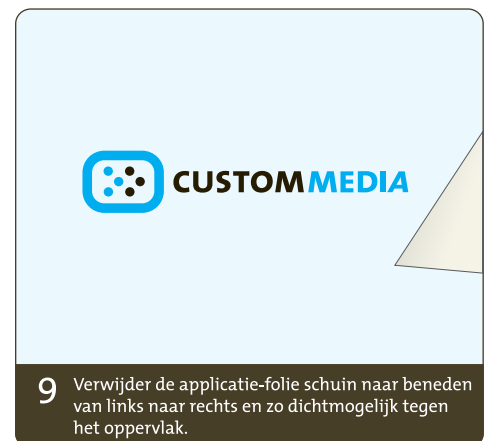 CUSTOMMEDIA
9 Verwijder de applicatie-folie schuin naar beneden
van links naar rechts en zo dichtmogelijk tegen
het oppervlak.